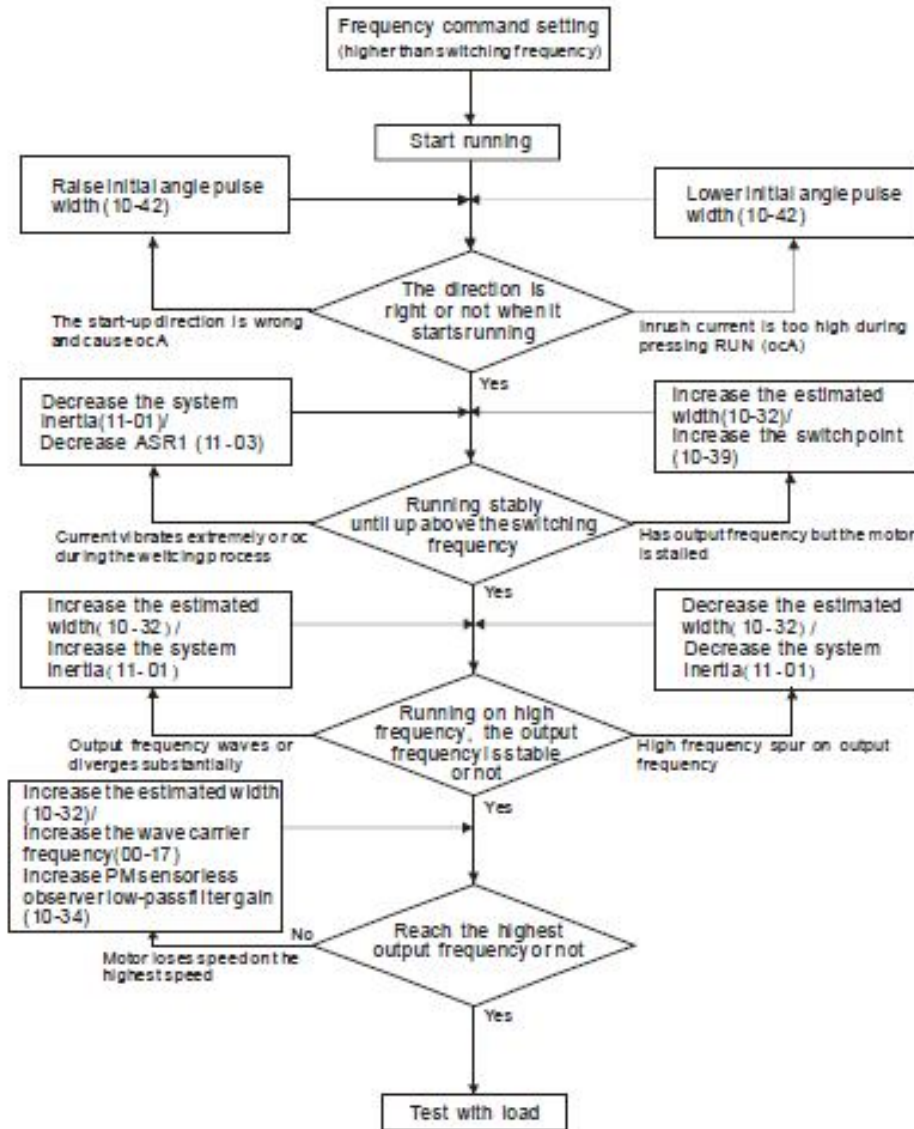 Frequency command setting
(higher than switching frequency)
Start running
Raise initial angle pulse
width (10-42)
Lower initial angle pulse
width (10-42)
The direction is
right or not when it
starts running
The start-up direction is wrong
and cause ocA
Inrush current is too high during
pressing RUN (ocA)
Yes
Decrease the system
inertia(11-01)/
Decrease ASR1 (11-03)
Increase the estimated
width(10-32)/
Increase the switch point
(10-39)
Running stably
until up above the switching
frequency
Current vibrates extremely or oc
during the weitcing process
Has output frequency but the motor
is stalled
Yes
Increase the estimated
width(10-32)/
Increase the system
inertia(11-01)
Decrease the estimated
width(10-32)/
Decrease the system
inertia(11-01)
Running on high
frequency, the output
frequency is stable
or not
Output frequency waves or
diverges substantially
High frequency spur on output
frequency
Yes
Increase the estimated width
(10-32)/
Increase the wave carrier
frequency(00-17)
Increase PM sensorless
observer low-pass filter gain
(10-34)
Reach the highest
output frequency or not
No
Motor loses speed on the
highest speed
Yes
Test with load